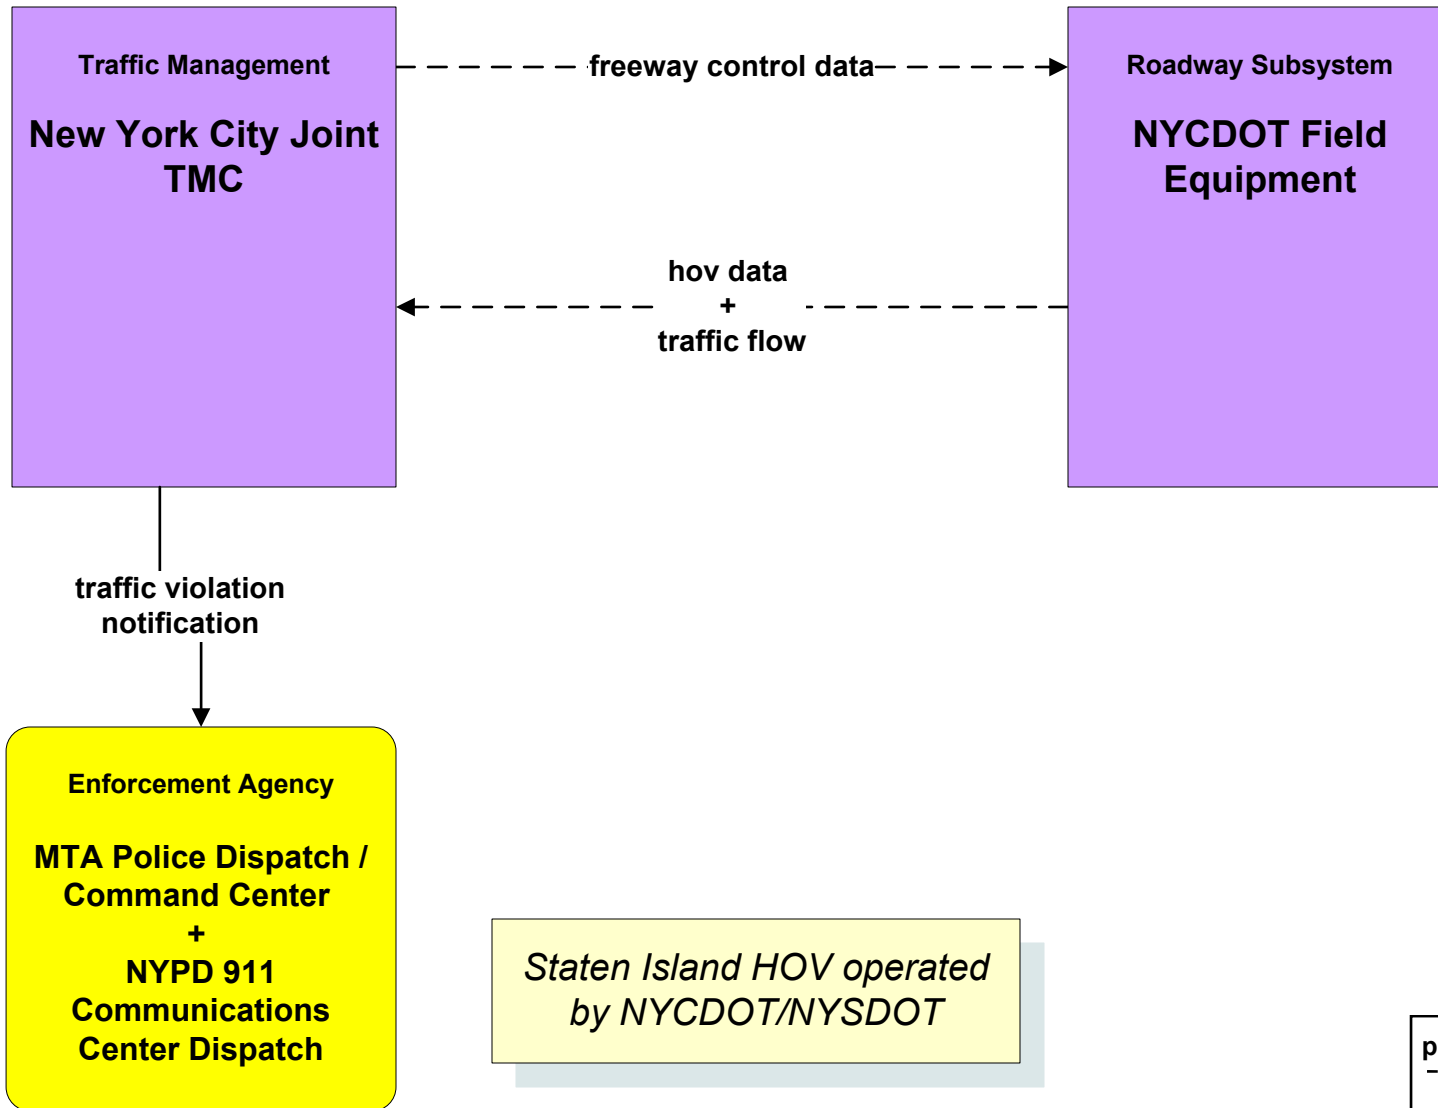 Traffic Management
New York City Joint
TMC
freeway control data
Roadway Subsystem
NYCDOT Field
Equipment
hov data
+
traffic flow
traffic violation
notification
Enforcement Agency
MTA Police Dispatch /
Command Center
+
NYPD 911
Communications
Center Dispatch
Staten Island HOV operated
by NYCDOT/NYSDOT